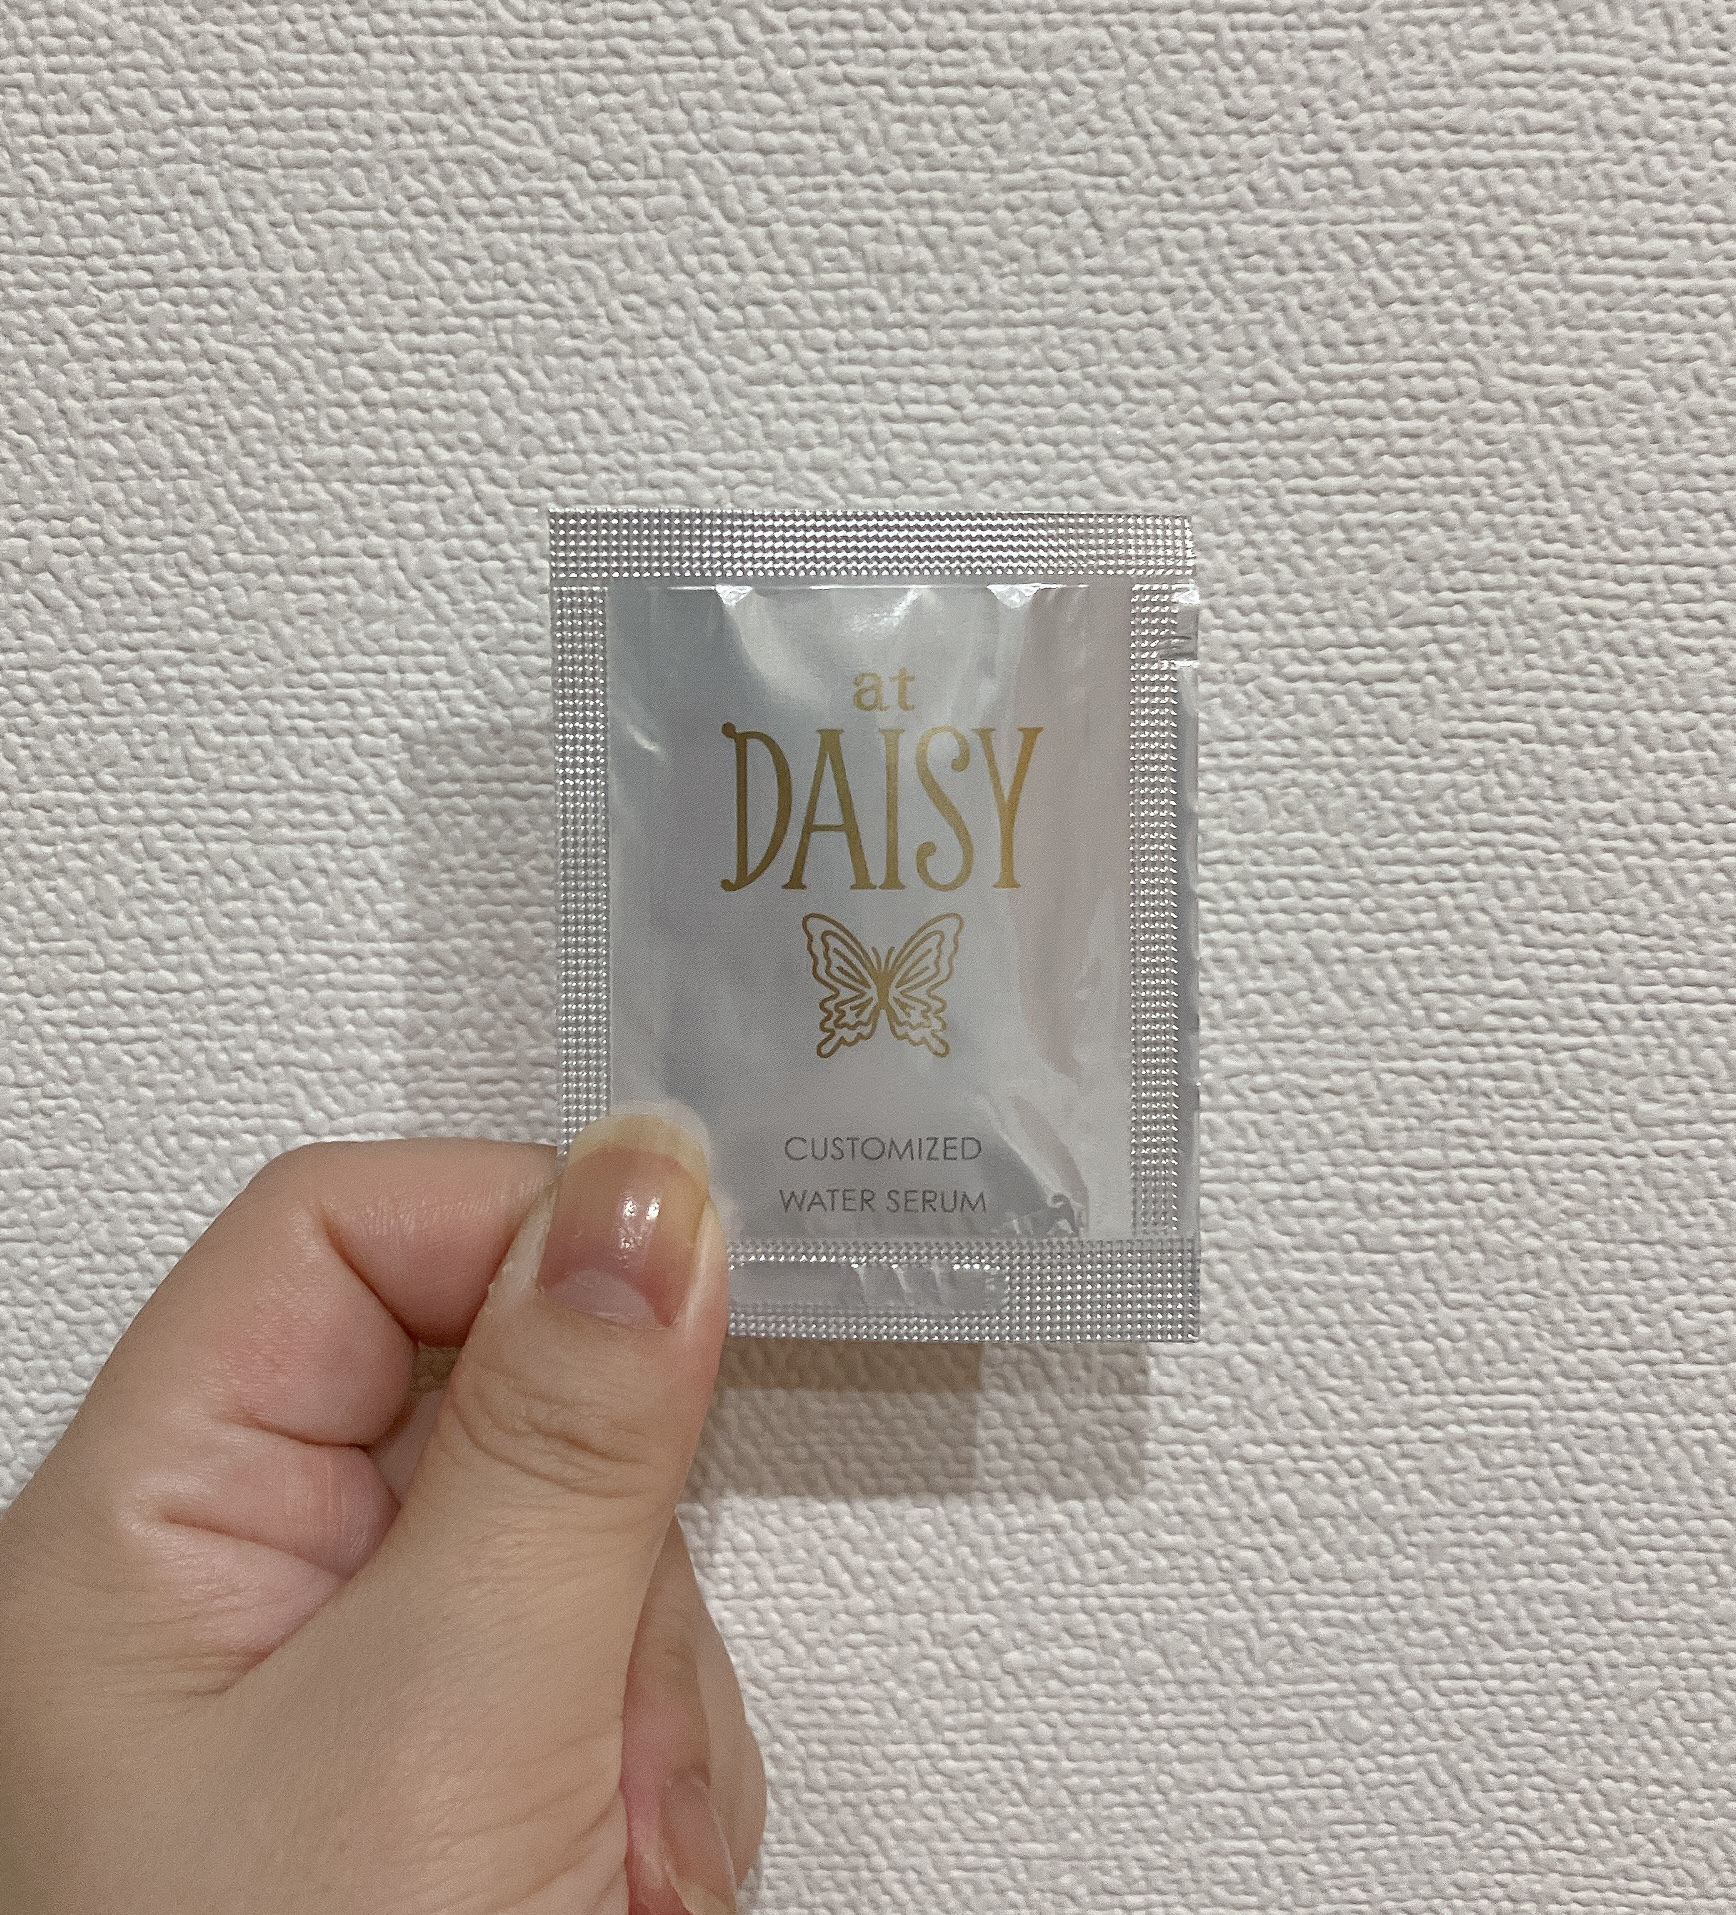 at
DAISY
CUSTOMIZED
WATER SERUM